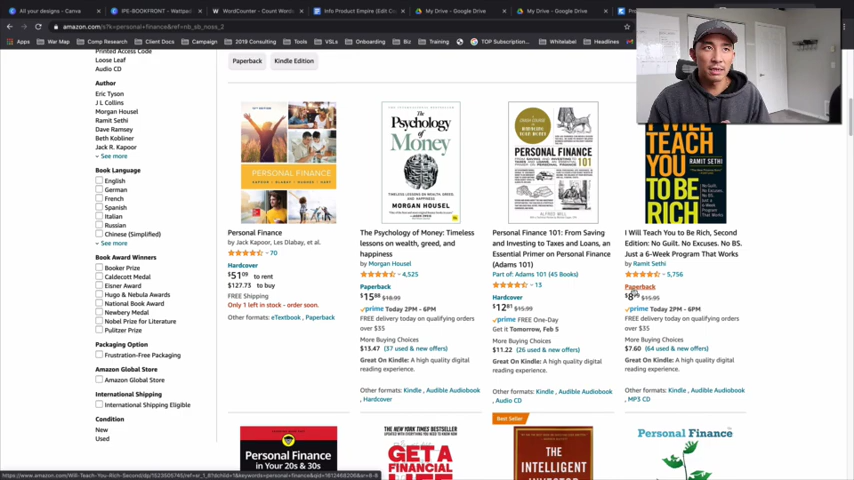 All your designs – Canva
IPE-BOOKFRONT – Wattpad
WordCounter – Count Words
Info Product Empire [Edit Co
My Drive – Google Drive
My Drive – Google Drive
amazon.com/s?k=personal+finance&ref=nb_sb_noss_2
Apps
War Map
Comp Research
Campaign
2019 Consulting
Tools
VSLs
Onboarding
Biz
Training
TOP Subscription...
Whitelabel
Headlines
Printed Access Code
Loose Leaf
Audio CD
Author
Eric Tyson
J L Collins
Morgan Housel
Ramit Sethi
Dave Ramsey
Beth Kobliner
Jack R. Kapoor
See more
Book Language
English
German
French
Spanish
Italian
Russian
Chinese (Simplified)
See more
Book Award Winners
Booker Prize
Caldecott Medal
Eisner Award
Hugo & Nebula Awards
National Book Award
Newbery Medal
Nobel Prize for Literature
Pulitzer Prize
Packaging Option
Frustration-Free Packaging
Amazon Global Store
Amazon Global Store
International Shipping
International Shipping Eligible
Condition
New
Used
Paperback
Kindle Edition
PERSONAL FINANCE
KAPOOR DLABAY HUGHES HART
Personal Finance
by Jack Kapoor, Les Dlabay, et al.
70
Hardcover
$51.09 to rent
$127.73 to buy
FREE Shipping
Only 1 left in stock - order soon.
Other formats: eTextbook , Paperback
The
Psychology
of
Money
TIMELESS LESSONS ON WEALTH, GREED, AND HAPPINESS
MORGAN HOUSEL
The Psychology of Money: Timeless
lessons on wealth, greed, and
happiness
by Morgan Housel
4,525
Paperback
$15.88 $18.99
prime Today 2PM - 6PM
FREE delivery today on qualifying orders
over $35
More Buying Choices
$13.47 (37 used & new offers)
Great On Kindle: A high quality digital
reading experience.
Other formats: Kindle , Audible Audiobook
, Hardcover
PERSONAL
FINANCE 101
Personal Finance 101: From Saving
and Investing to Taxes and Loans, an
Essential Primer on Personal Finance
(Adams 101)
Part of: Adams 101 (45 Books)
13
Hardcover
$12.81 $15.99
prime FREE One-Day
Get it Tomorrow, Feb 5
More Buying Choices
$11.22 (26 used & new offers)
Great On Kindle: A high quality digital
reading experience.
Other formats: Kindle , Audible Audiobook
, Audio CD
I WILL
TEACH
YOU
TO BE
RICH
I Will Teach You to Be Rich, Second
Edition: No Guilt. No Excuses. No BS.
Just a 6-Week Program That Works
by Ramit Sethi
5,756
Paperback
$15.95
prime Today 2PM - 6PM
FREE delivery today on qualifying orders
over $35
More Buying Choices
$7.60 (64 used & new offers)
Great On Kindle: A high quality digital
reading experience.
Other formats: Kindle , Audible Audiobook
, MP3 CD
Personal Finance
in Your 20s & 30s
THE NEW YORK TIMES BESTSELLER
GET A
FINANCIAL
LIFE
Best Seller
THE
INTELLIGENT
INVESTOR
Personal Finance